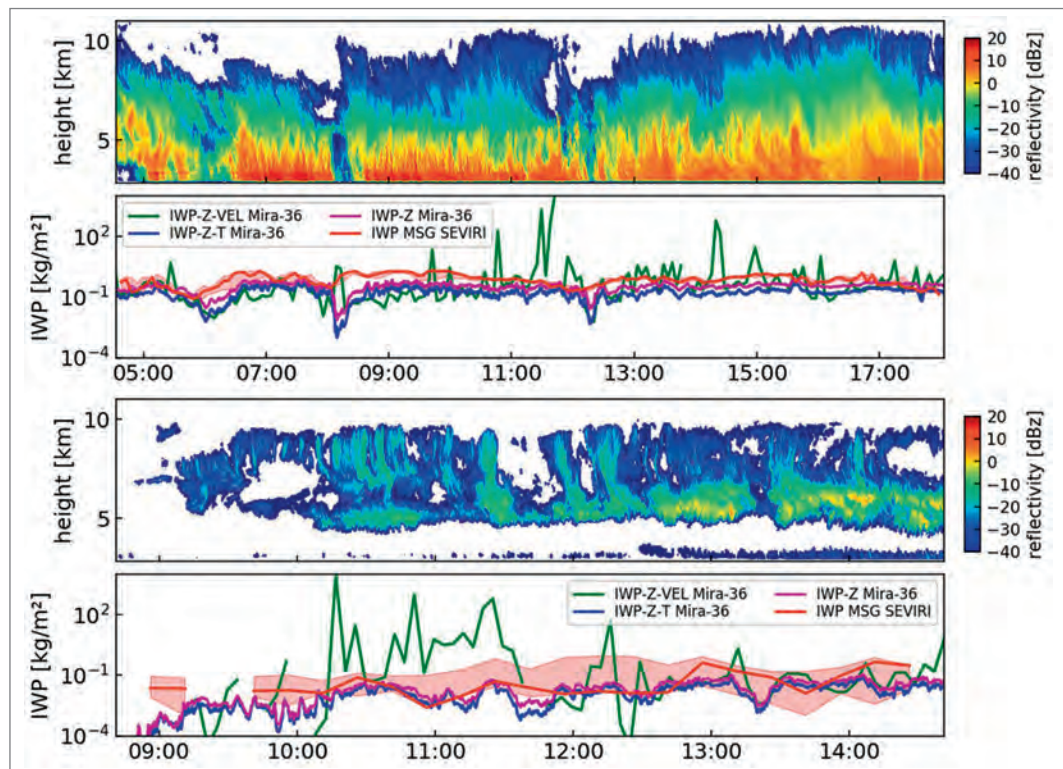 10
5
height [km]
20
10
0
−10
−20
−30
−40
reflectivity [dBz]
IWP-Z-VEL Mira-36
IWP-Z Mira-36
IWP-Z-T Mira-36
IWP MSG SEVIRI
10²
10⁻¹
10⁻⁴
IWP [kg/m²]
05:00 07:00 09:00 11:00 13:00 15:00 17:00
10
5
height [km]
20
10
0
−10
−20
−30
−40
reflectivity [dBz]
IWP-Z-VEL Mira-36
IWP-Z Mira-36
IWP-Z-T Mira-36
IWP MSG SEVIRI
10²
10⁻¹
10⁻⁴
IWP [kg/m²]
09:00 10:00 11:00 12:00 13:00 14:00